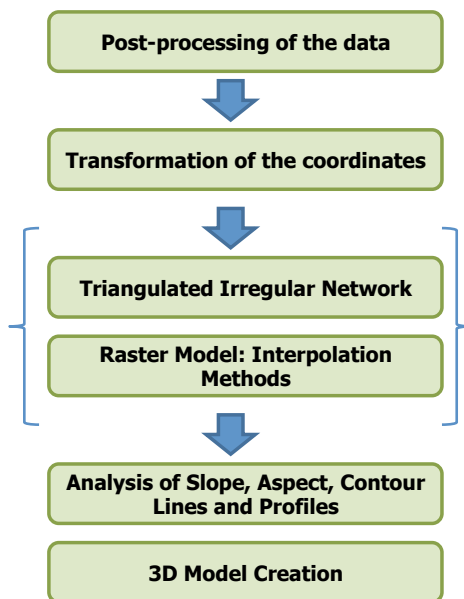 Post-processing of the data
Transformation of the coordinates
Triangulated Irregular Network
Raster Model: Interpolation
Methods
Analysis of Slope, Aspect, Contour
Lines and Profiles
3D Model Creation